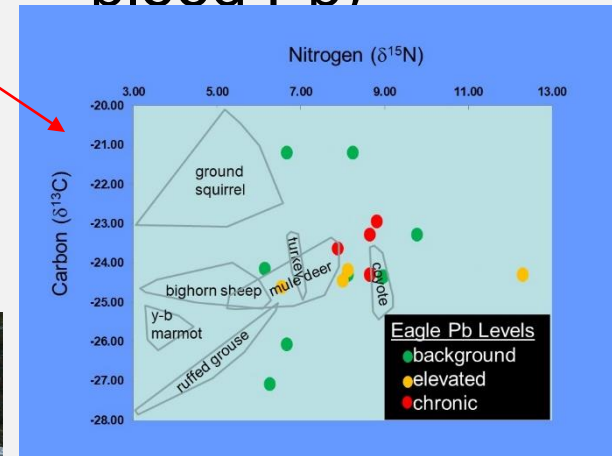 blood Pb)
Nitrogen (δ¹⁵N)
3.00 5.00 7.00 9.00 11.00 13.00
Carbon (δ¹³C)
-20.00
-21.00
-22.00
-23.00
-24.00
-25.00
-26.00
-27.00
-28.00
ground
squirrel
turkey
mule deer
coyote
bighorn sheep
y-b
marmot
ruffed grouse
Eagle Pb Levels
background
elevated
chronic